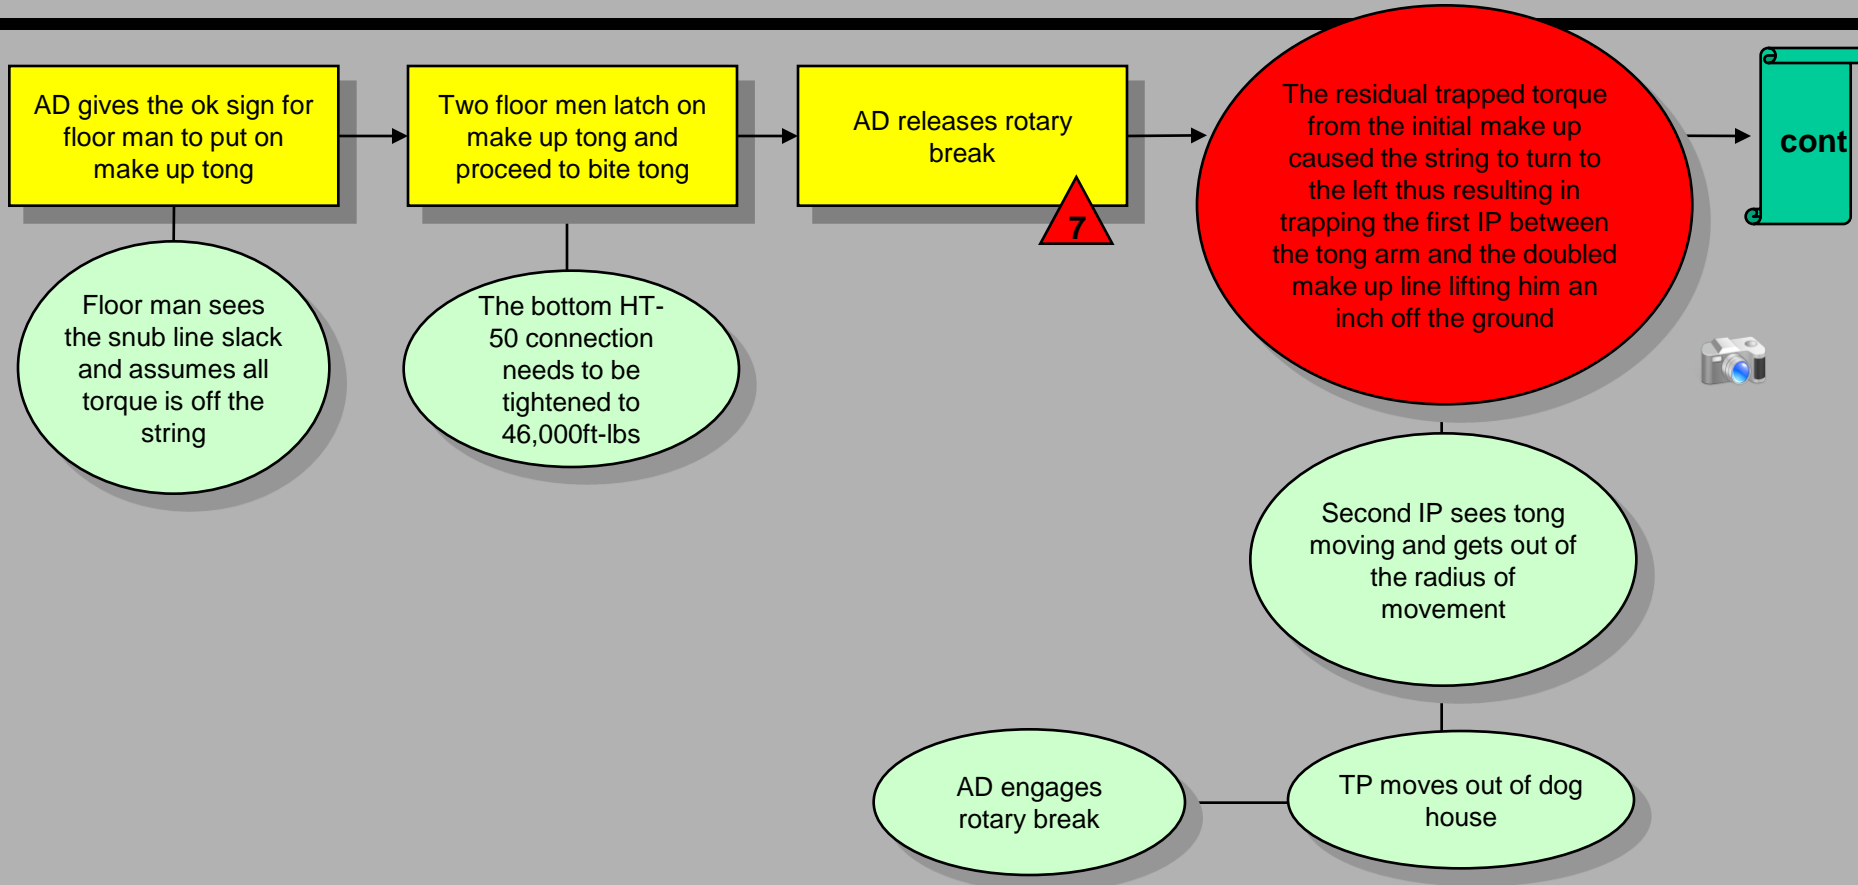 AD gives the ok sign for
floor man to put on
make up tong
Two floor men latch on
make up tong and
proceed to bite tong
AD releases rotary
break
7
The residual trapped torque
from the initial make up
caused the string to turn to
the left thus resulting in
trapping the first IP between
the tong arm and the doubled
make up line lifting him an
inch off the ground
cont
Floor man sees
the snub line slack
and assumes all
torque is off the
string
The bottom HT-
50 connection
needs to be
tightened to
46,000ft-lbs
Second IP sees tong
moving and gets out of
the radius of
movement
AD engages
rotary break
TP moves out of dog
house